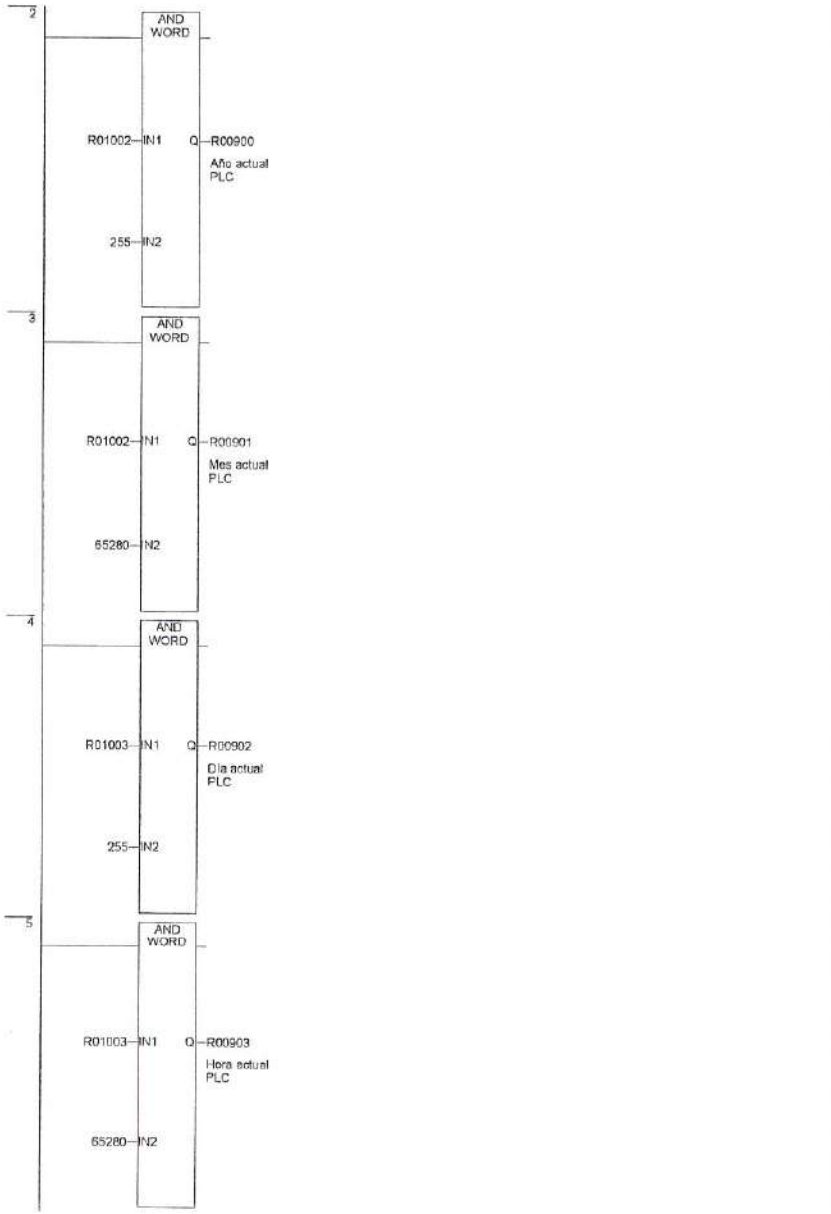 2
AND
WORD
R01002 IN1 Q R00900
Año actual
PLC
255 IN2
3
AND
WORD
R01002 IN1 Q R00901
Mes actual
PLC
65280 IN2
4
AND
WORD
R01003 IN1 Q R00902
Día actual
PLC
255 IN2
5
AND
WORD
R01003 IN1 Q R00903
Hora actual
PLC
65280 IN2